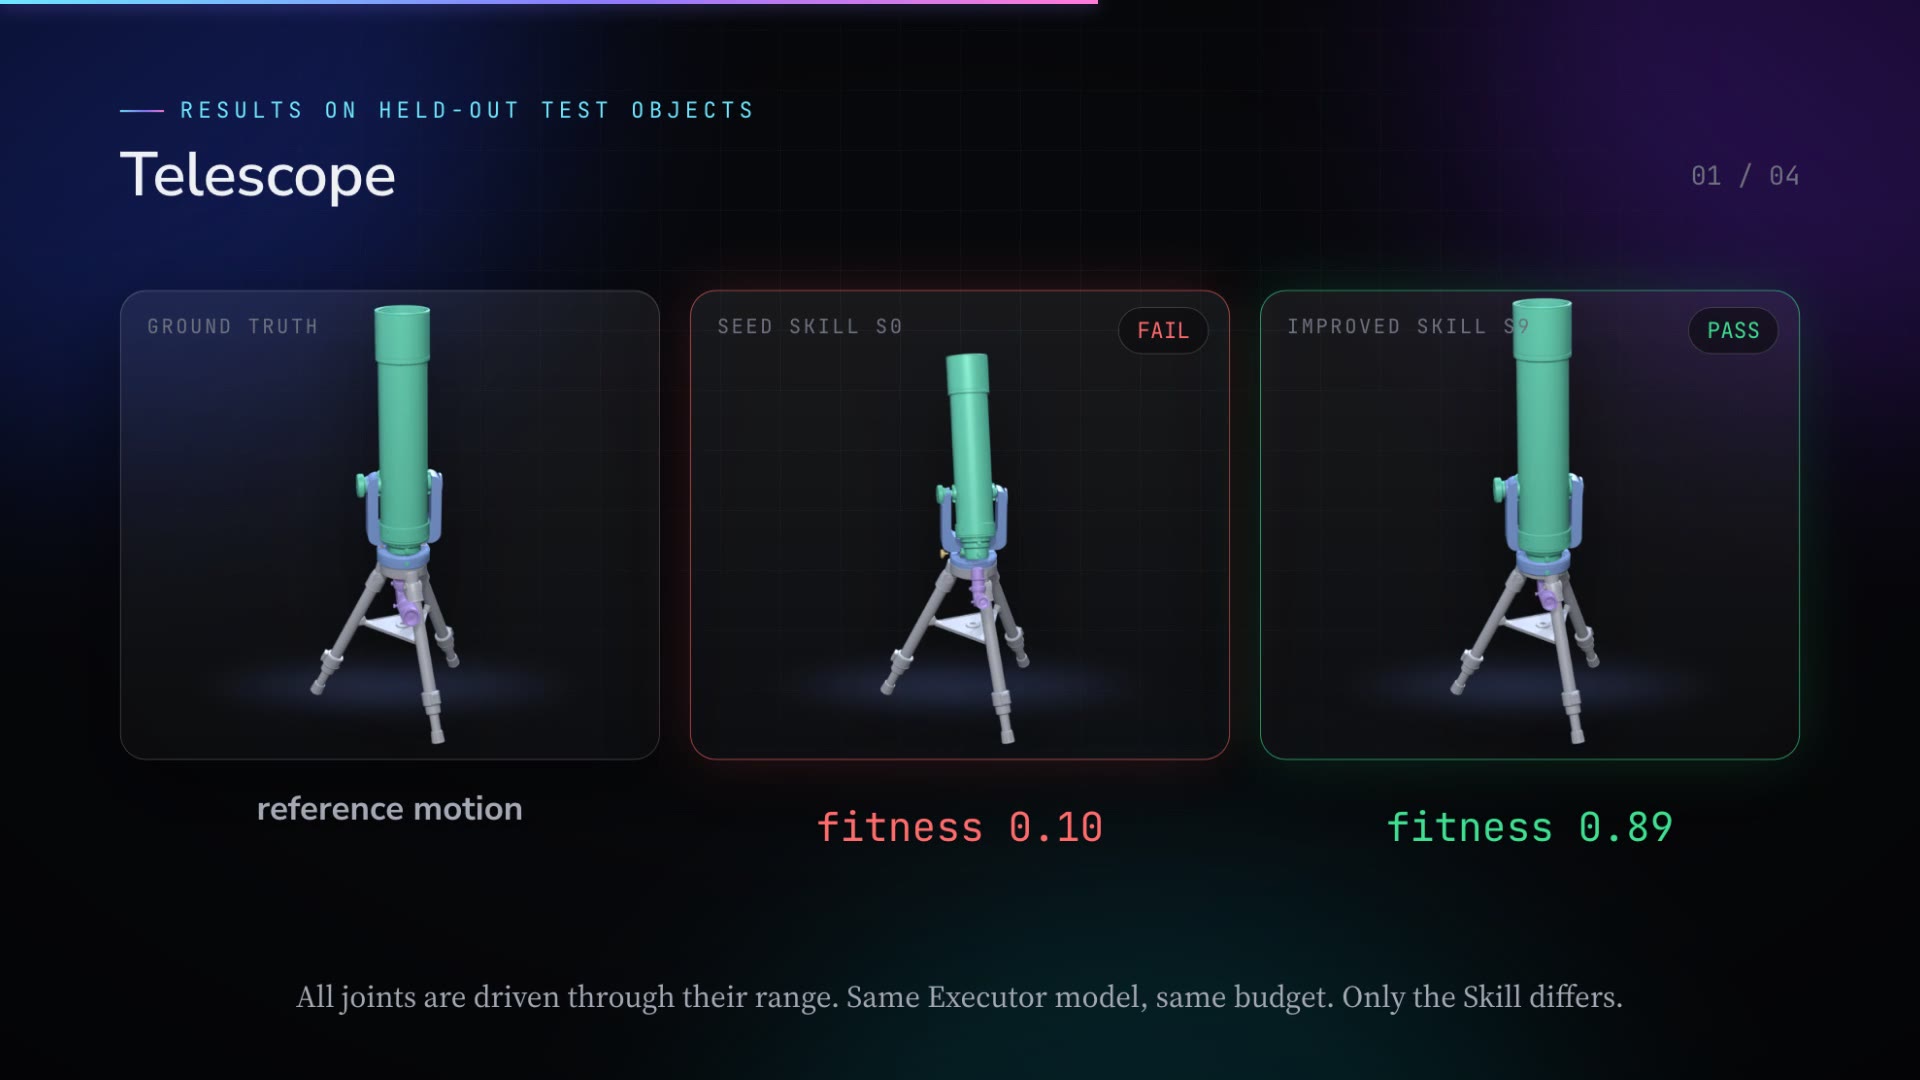 RESULTS ON HELD-OUT TEST OBJECTS
Telescope
01 / 04
GROUND TRUTH
SEED SKILL S0
FAIL
IMPROVED SKILL S9
PASS
reference motion
fitness 0.10
fitness 0.89
All joints are driven through their range. Same Executor model, same budget. Only the Skill differs.